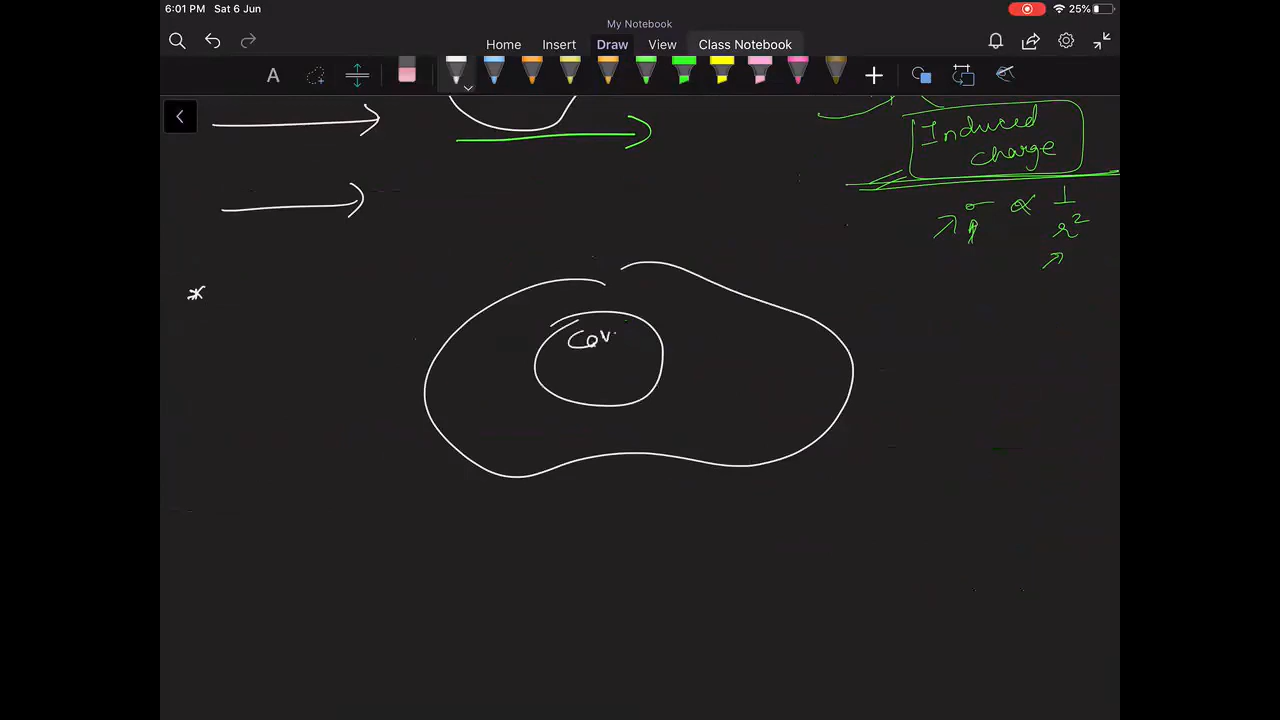 6:01 PM Sat 6 Jun
25%
My Notebook
Home Insert Draw View Class Notebook
A
Induced
charge
σ ∝ 1
r²
*
Cav